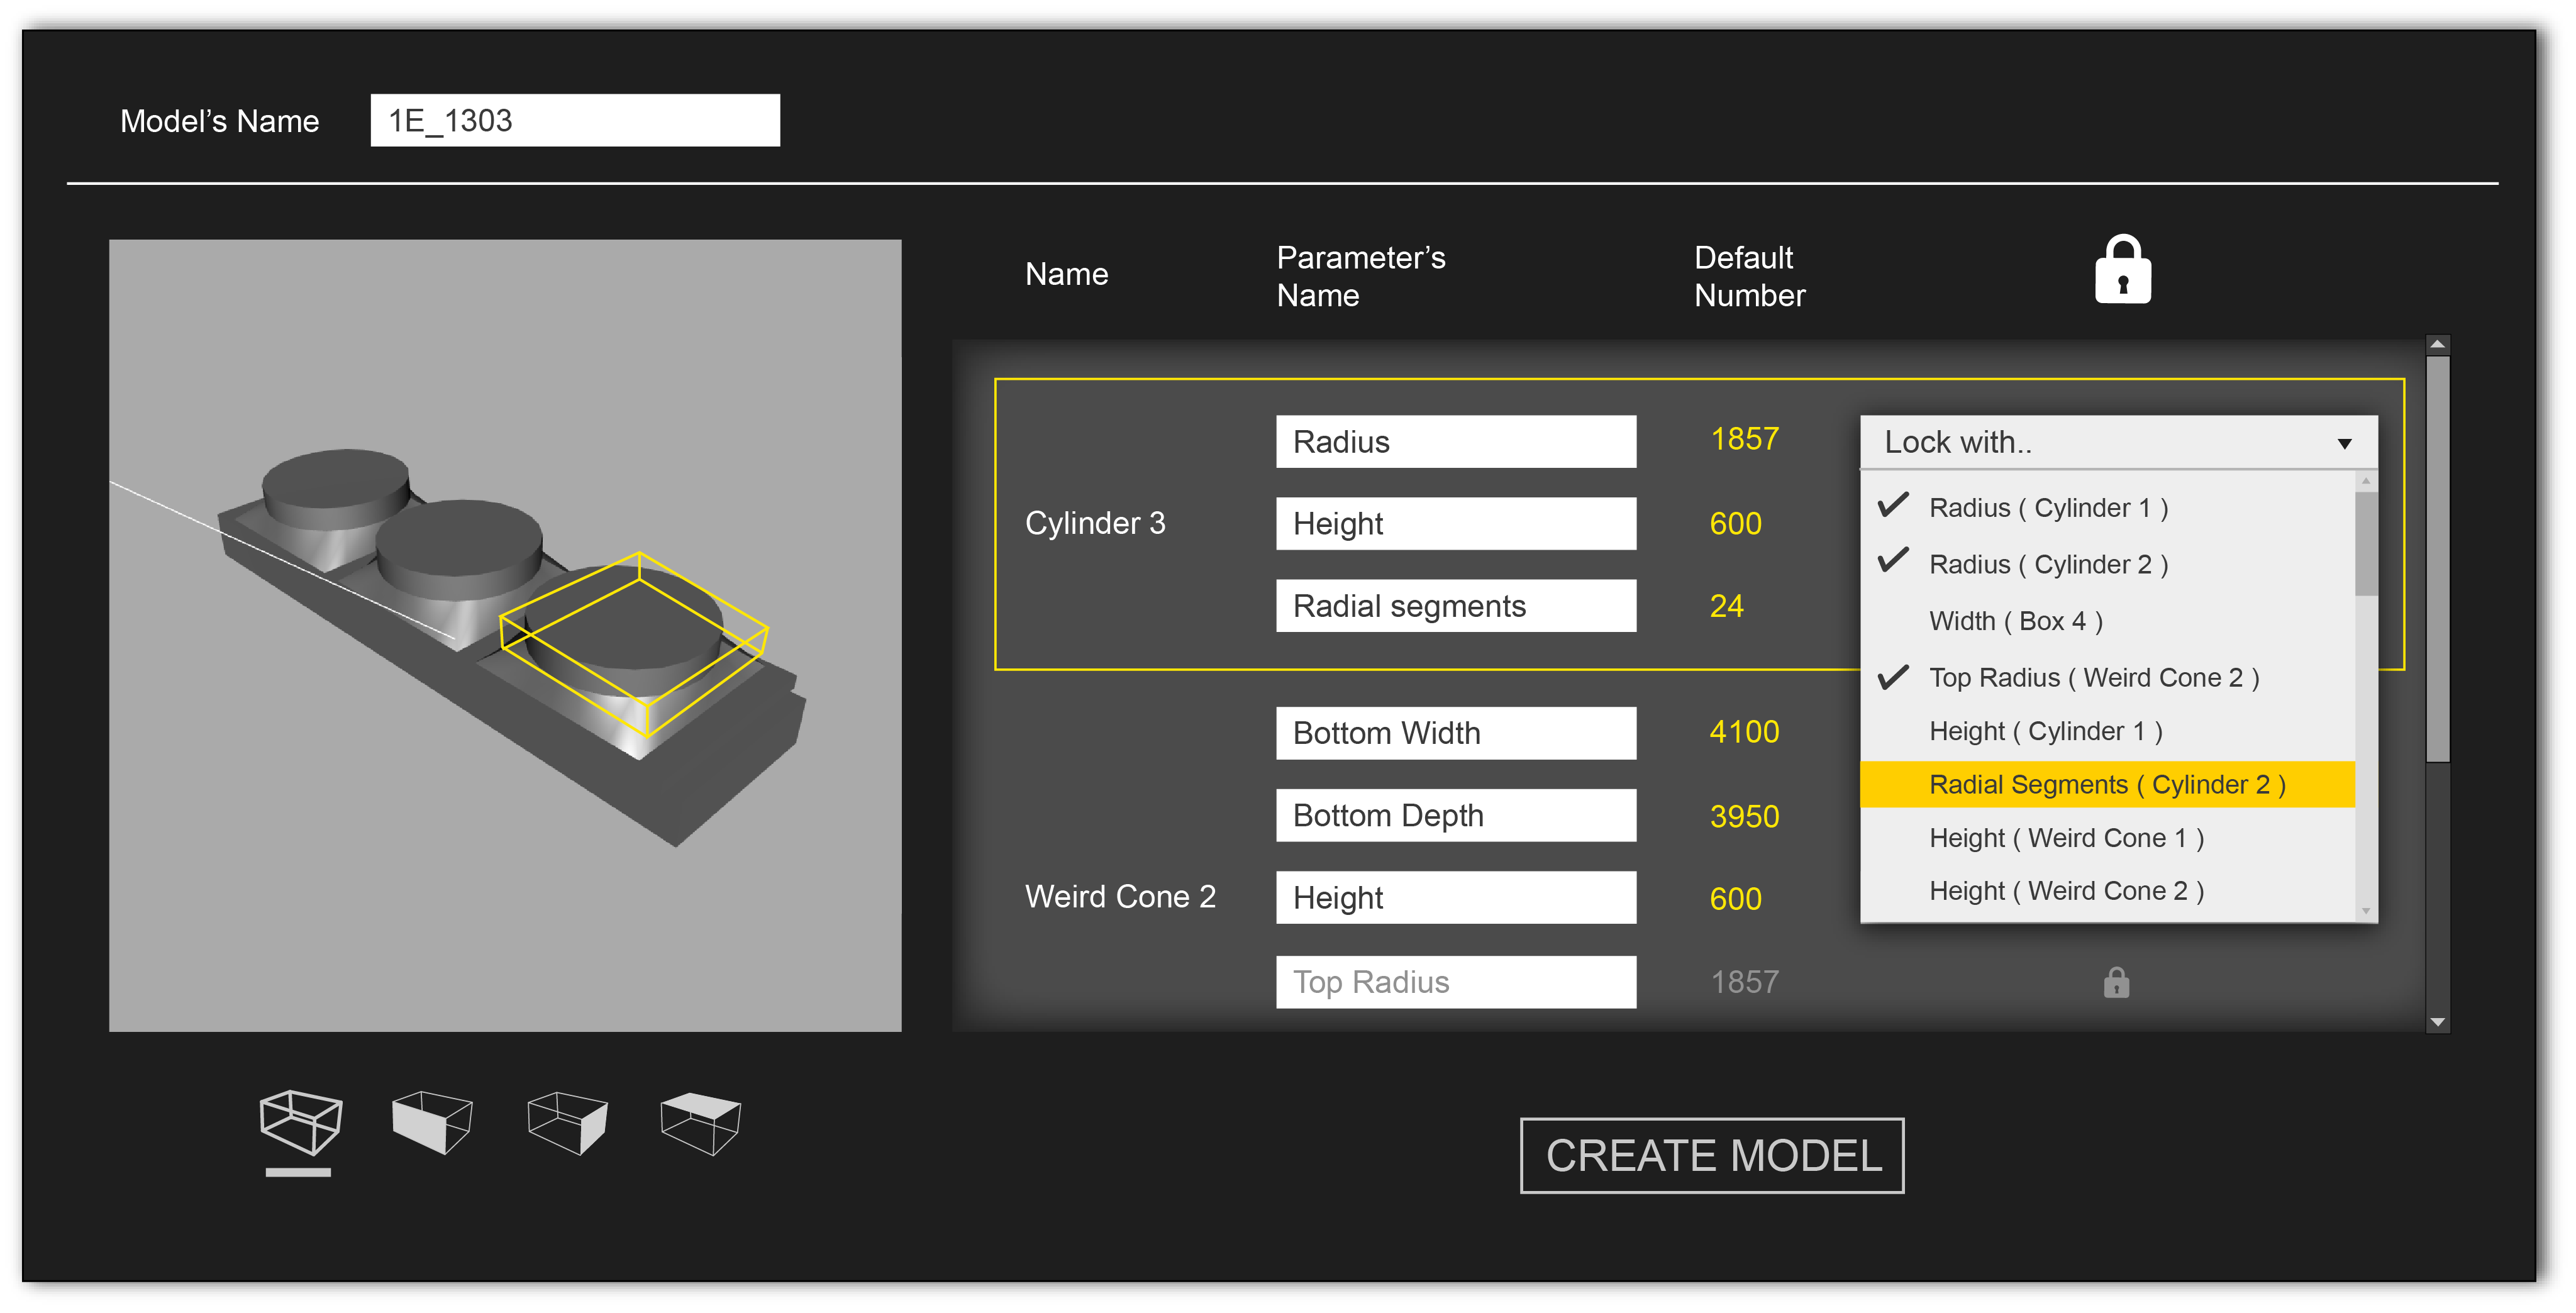 Model’s Name
1E_1303
Name
Parameter’s
Name
Default
Number
Cylinder 3
Radius
1857
Height
600
Radial segments
24
Lock with..
Radius ( Cylinder 1 )
Radius ( Cylinder 2 )
Width ( Box 4 )
Top Radius ( Weird Cone 2 )
Height ( Cylinder 1 )
Radial Segments ( Cylinder 2 )
Height ( Weird Cone 1 )
Height ( Weird Cone 2 )
Bottom Width
4100
Bottom Depth
3950
Weird Cone 2
Height
600
Top Radius
1857
CREATE MODEL